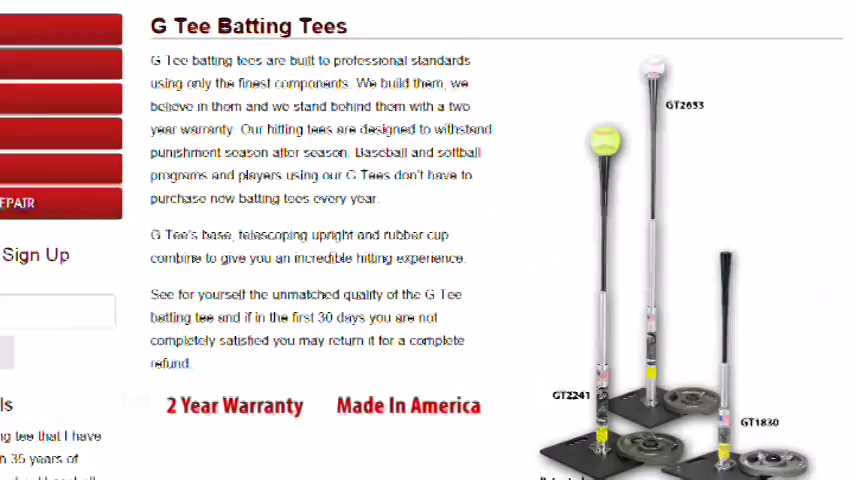 G Tee Batting Tees
G Tee batting tees are built to professional standards
using only the finest components. We build them, we
believe in them and we stand behind them with a two
year warranty. Our hitting tees are designed to withstand
punishment season after season. Baseball and softball
programs and players using our G Tees don't have to
purchase new batting tees every year.
G Tee's base, telescoping upright and rubber cup
combine to give you an incredible hitting experience.
See for yourself the unmatched quality of the G Tee
batting tee and if in the first 30 days you are not
completely satisfied you may return it for a complete
refund.
2 Year Warranty Made In America
EPAIR
Sign Up
ls
ng tee that I have
n 35 years of
GT2653
GT2241
GT1830